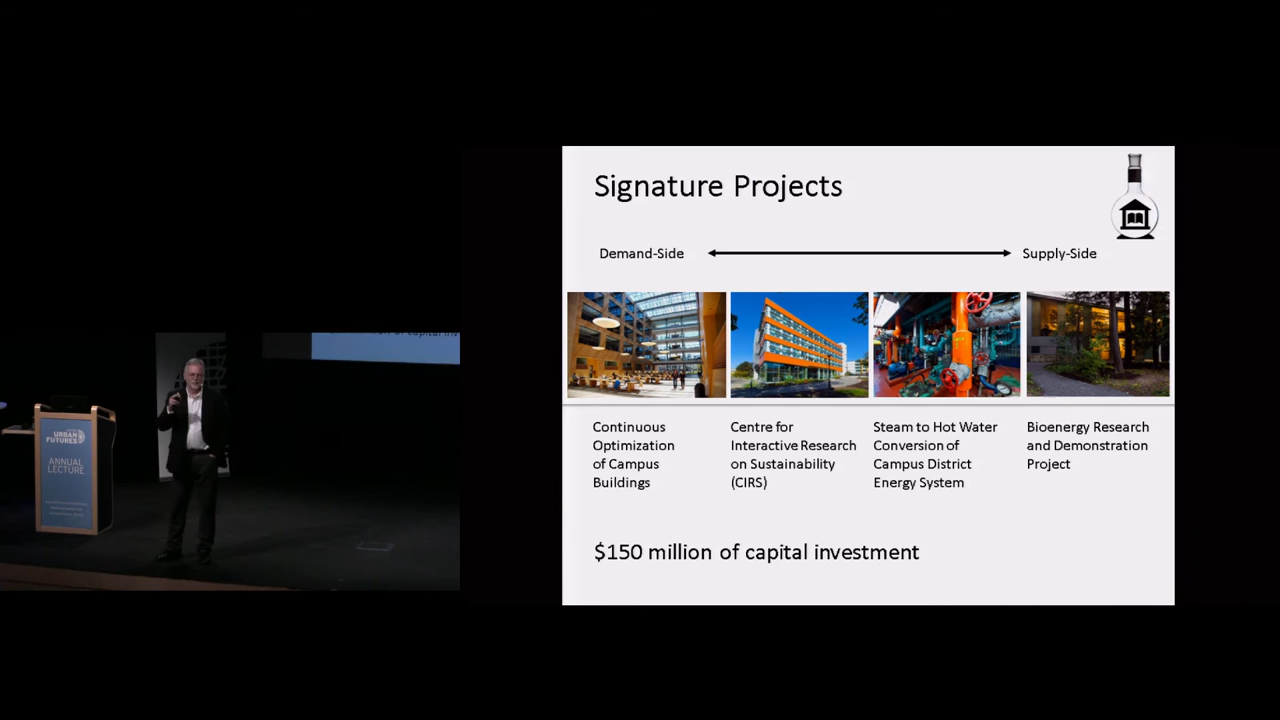 Signature Projects
Demand-Side
Supply-Side
Continuous
Optimization
of Campus
Buildings
Centre for
Interactive Research
on Sustainability
(CIRS)
Steam to Hot Water
Conversion of
Campus District
Energy System
Bioenergy Research
and Demonstration
Project
$150 million of capital investment
URBAN
FUTURES
ANNUAL
LECTURE